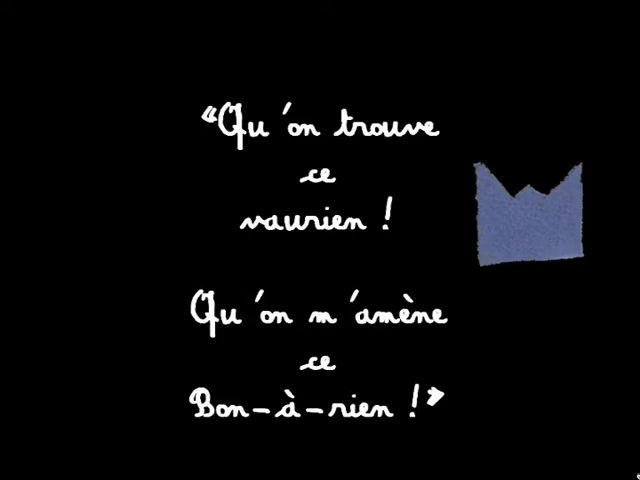 «Qu'on trouve
ce
vaurien !
Qu'on m'amène
ce
Bon-à-rien !»